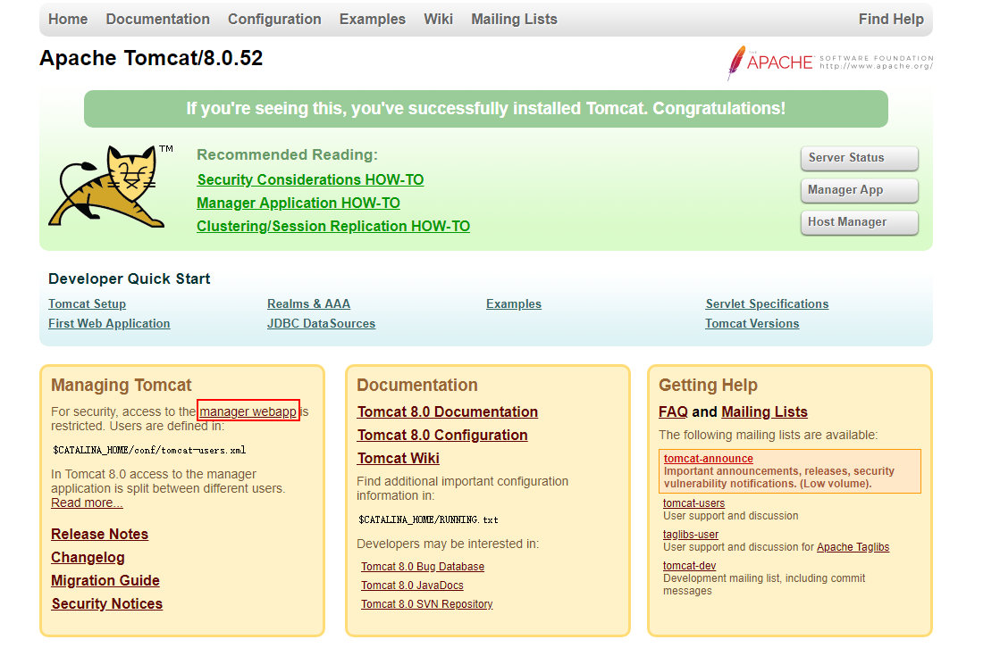 Home Documentation Configuration Examples Wiki Mailing Lists Find Help
Apache Tomcat/8.0.52
THE
APACHE SOFTWARE FOUNDATION
http://www.apache.org/
If you're seeing this, you've successfully installed Tomcat. Congratulations!
TM
Recommended Reading:
Security Considerations HOW-TO
Manager Application HOW-TO
Clustering/Session Replication HOW-TO
Server Status
Manager App
Host Manager
Developer Quick Start
Tomcat Setup
First Web Application
Realms & AAA
JDBC DataSources
Examples
Servlet Specifications
Tomcat Versions
Managing Tomcat
For security, access to the manager webapp is
restricted. Users are defined in:
$CATALINA_HOME/conf/tomcat-users.xml
In Tomcat 8.0 access to the manager
application is split between different users.
Read more...
Release Notes
Changelog
Migration Guide
Security Notices
Documentation
Tomcat 8.0 Documentation
Tomcat 8.0 Configuration
Tomcat Wiki
Find additional important configuration
information in:
$CATALINA_HOME/RUNNING.txt
Developers may be interested in:
Tomcat 8.0 Bug Database
Tomcat 8.0 JavaDocs
Tomcat 8.0 SVN Repository
Getting Help
FAQ and Mailing Lists
The following mailing lists are available:
tomcat-announce
Important announcements, releases, security
vulnerability notifications. (Low volume).
tomcat-users
User support and discussion
taglibs-user
User support and discussion for Apache Taglibs
tomcat-dev
Development mailing list, including commit
messages